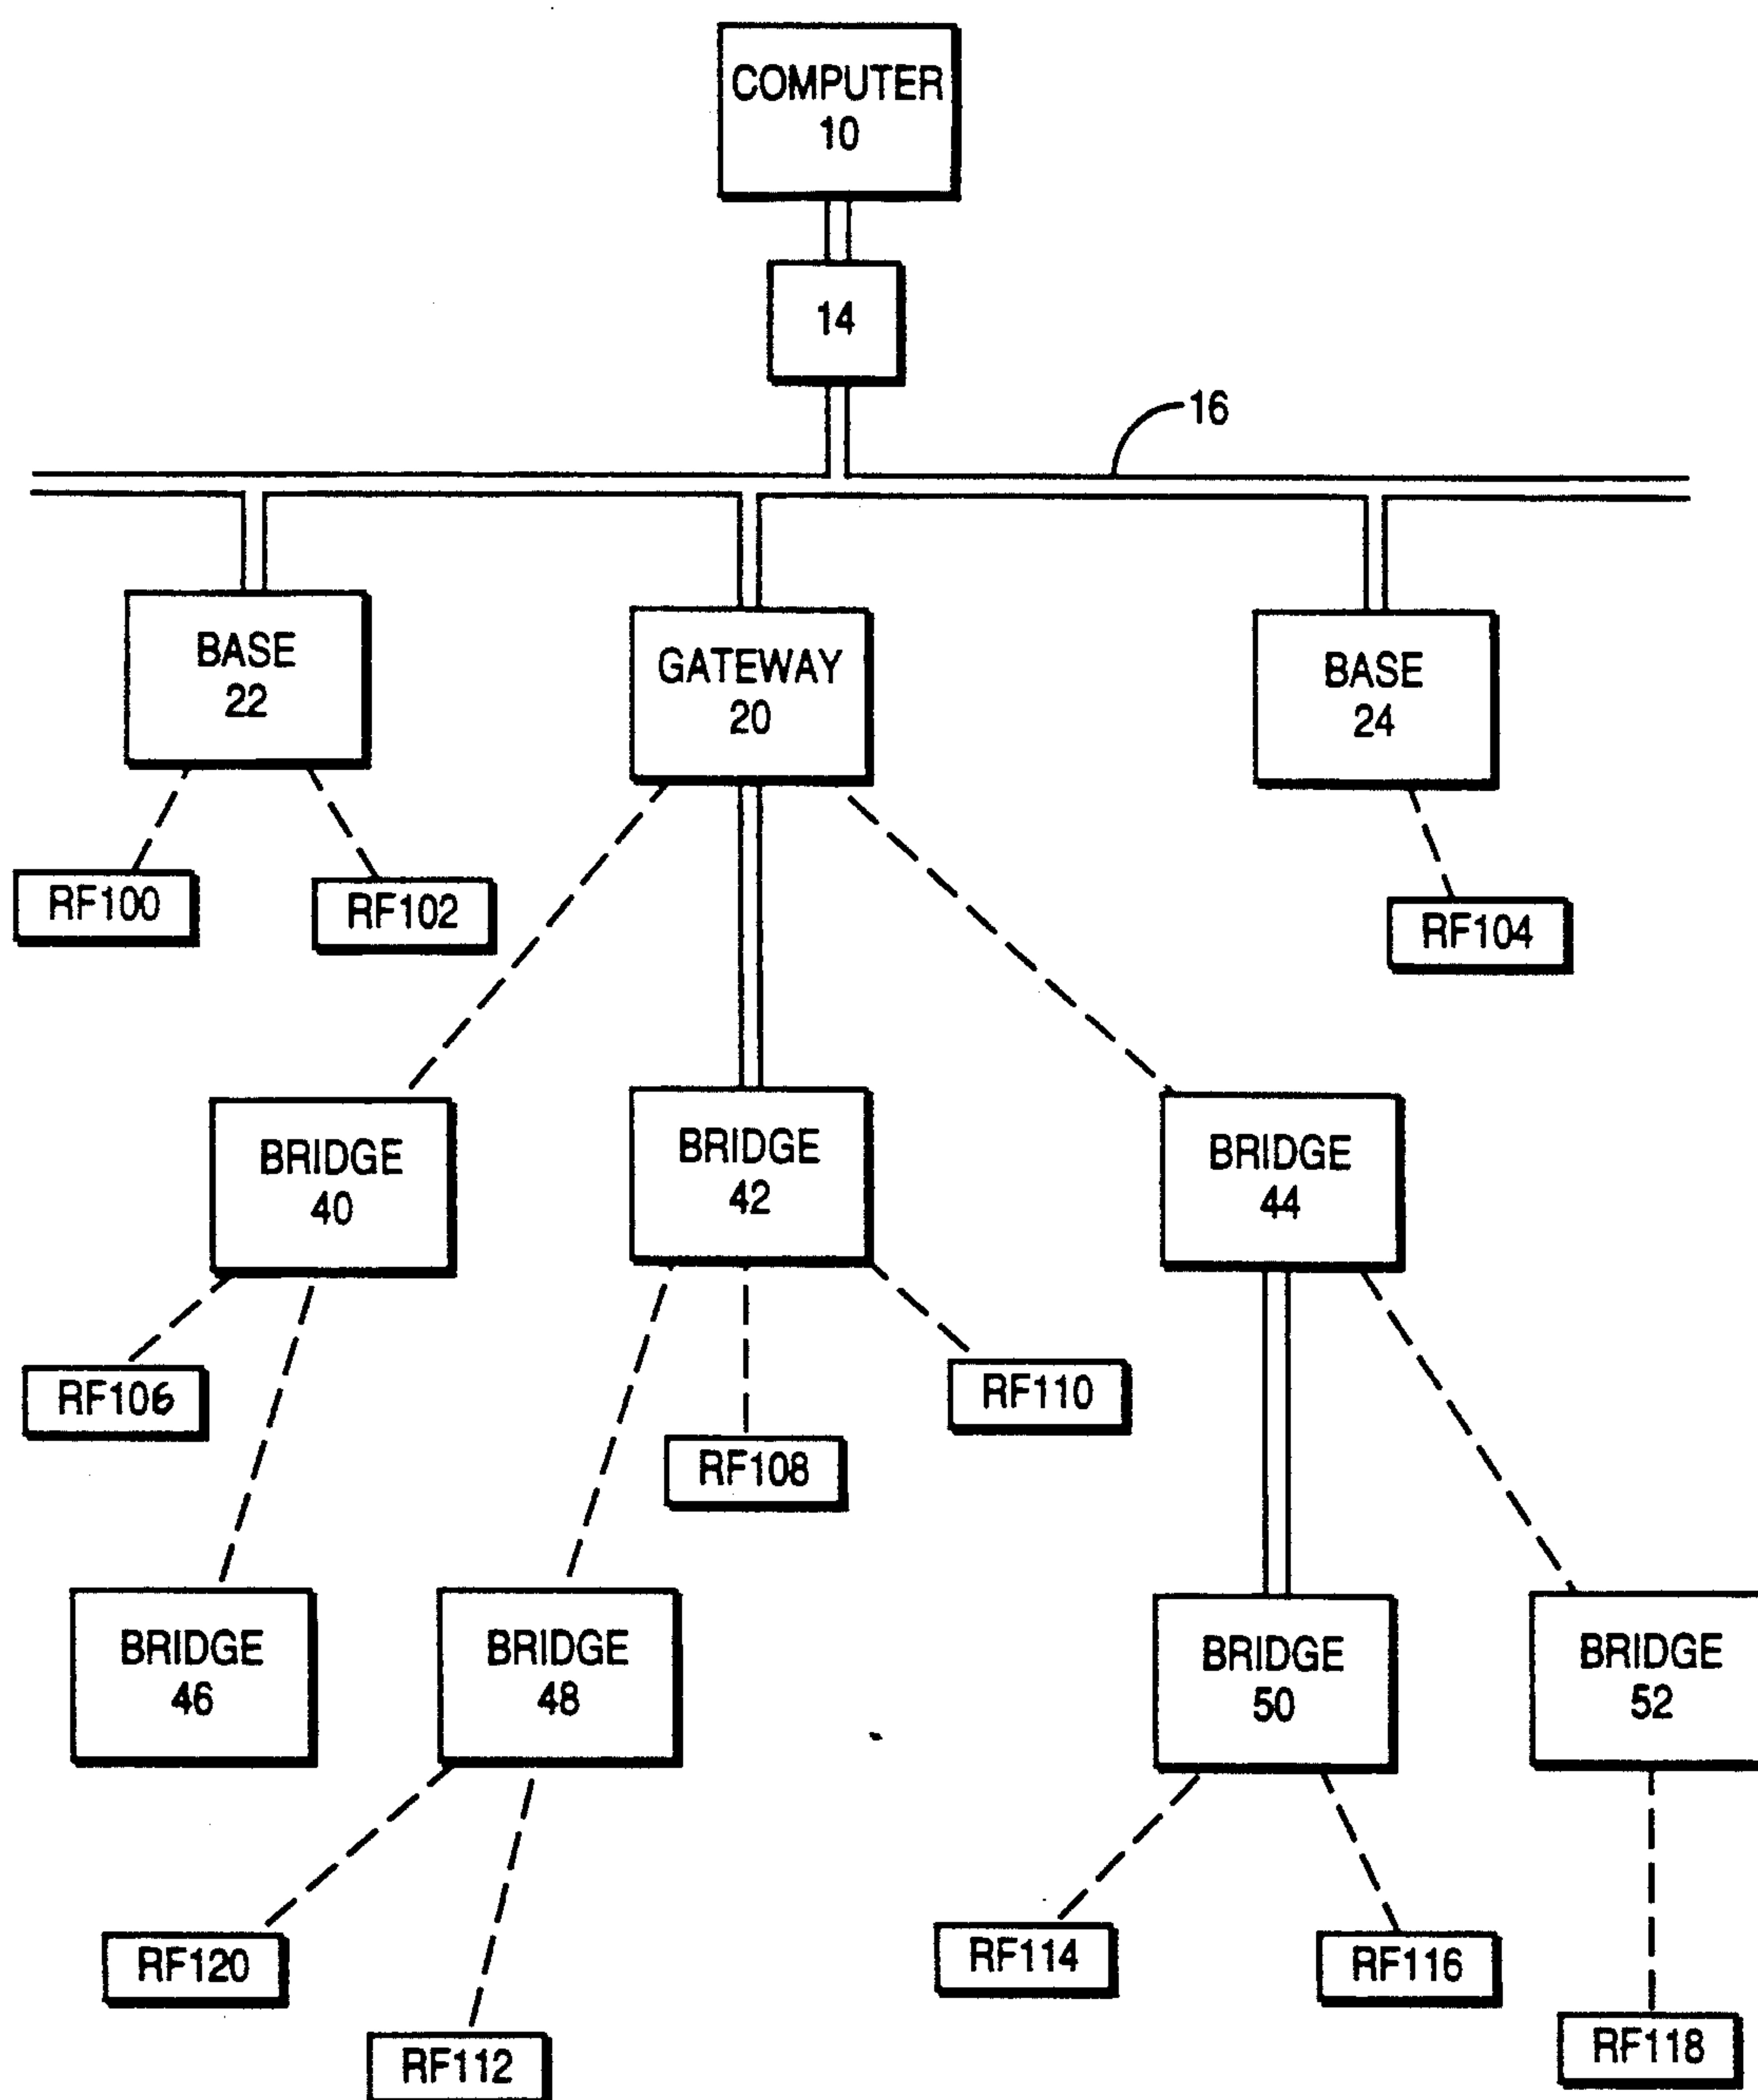 COMPUTER
10
14
16
BASE
22
GATEWAY
20
BASE
24
RF100
RF102
RF104
BRIDGE
40
BRIDGE
42
BRIDGE
44
RF106
RF108
RF110
BRIDGE
46
BRIDGE
48
BRIDGE
50
BRIDGE
52
RF120
RF112
RF114
RF116
RF118